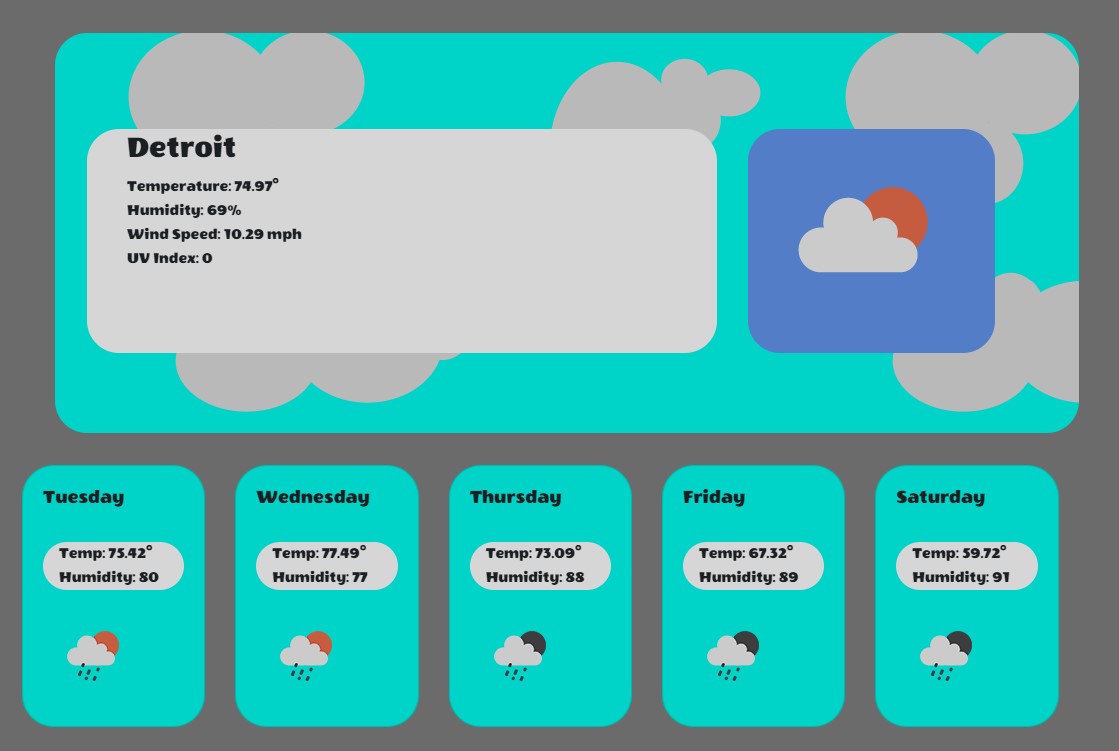 Detroit
Temperature: 74.97°
Humidity: 69%
Wind Speed: 10.29 mph
UV Index: 0
Tuesday
Temp: 75.42°
Humidity: 80
Wednesday
Temp: 77.49°
Humidity: 77
Thursday
Temp: 73.09°
Humidity: 88
Friday
Temp: 67.32°
Humidity: 89
Saturday
Temp: 59.72°
Humidity: 91